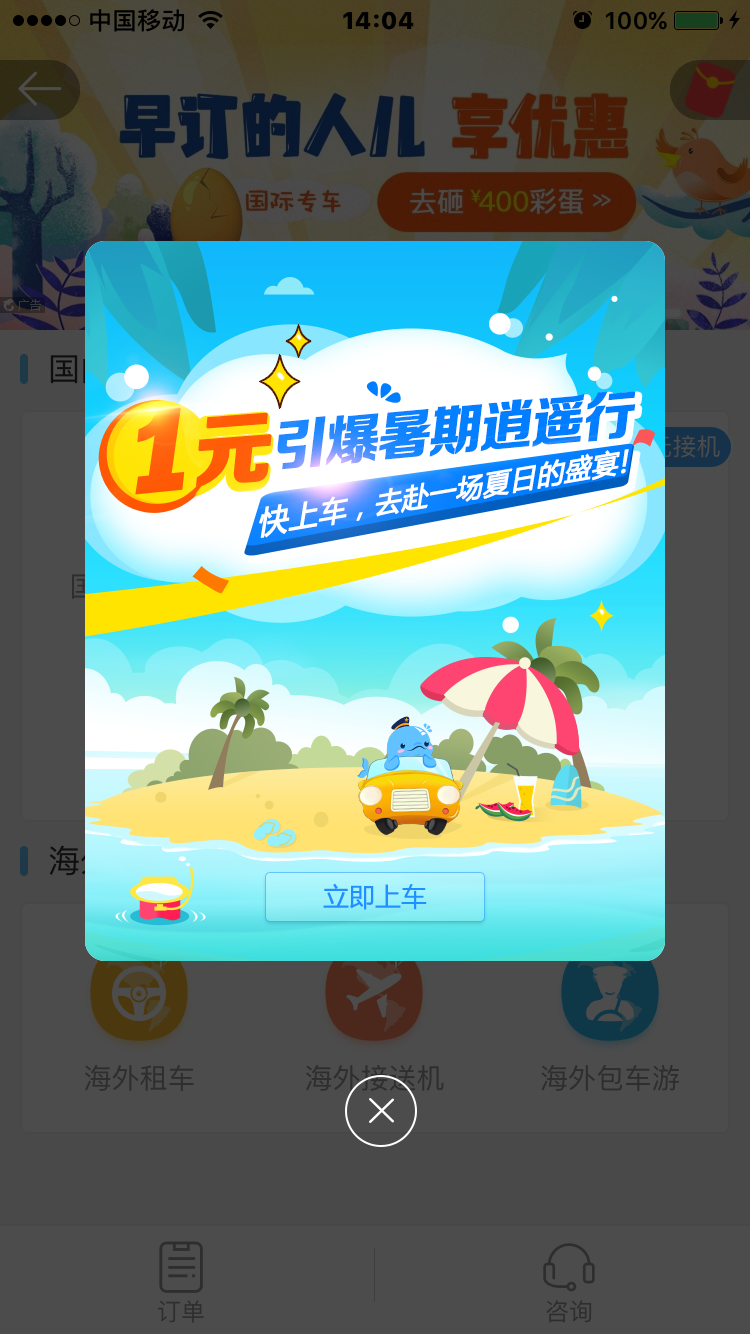 中国移动
14:04
100%
早订的人儿 享优惠
国际专车
去砸¥400彩蛋
广告
国
1元引爆暑期逍遥行
元接机
快上车，去赴一场夏日的盛宴!
国
海
立即上车
海外租车
海外接送机
海外包车游
订单
咨询